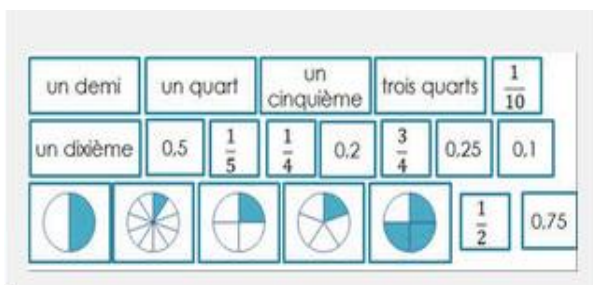 un demi
un quart
un
cinquième
trois quarts
1/10
un dixième
0,5
1/5
1/4
0,2
3/4
0,25
0,1
1/2
0,75